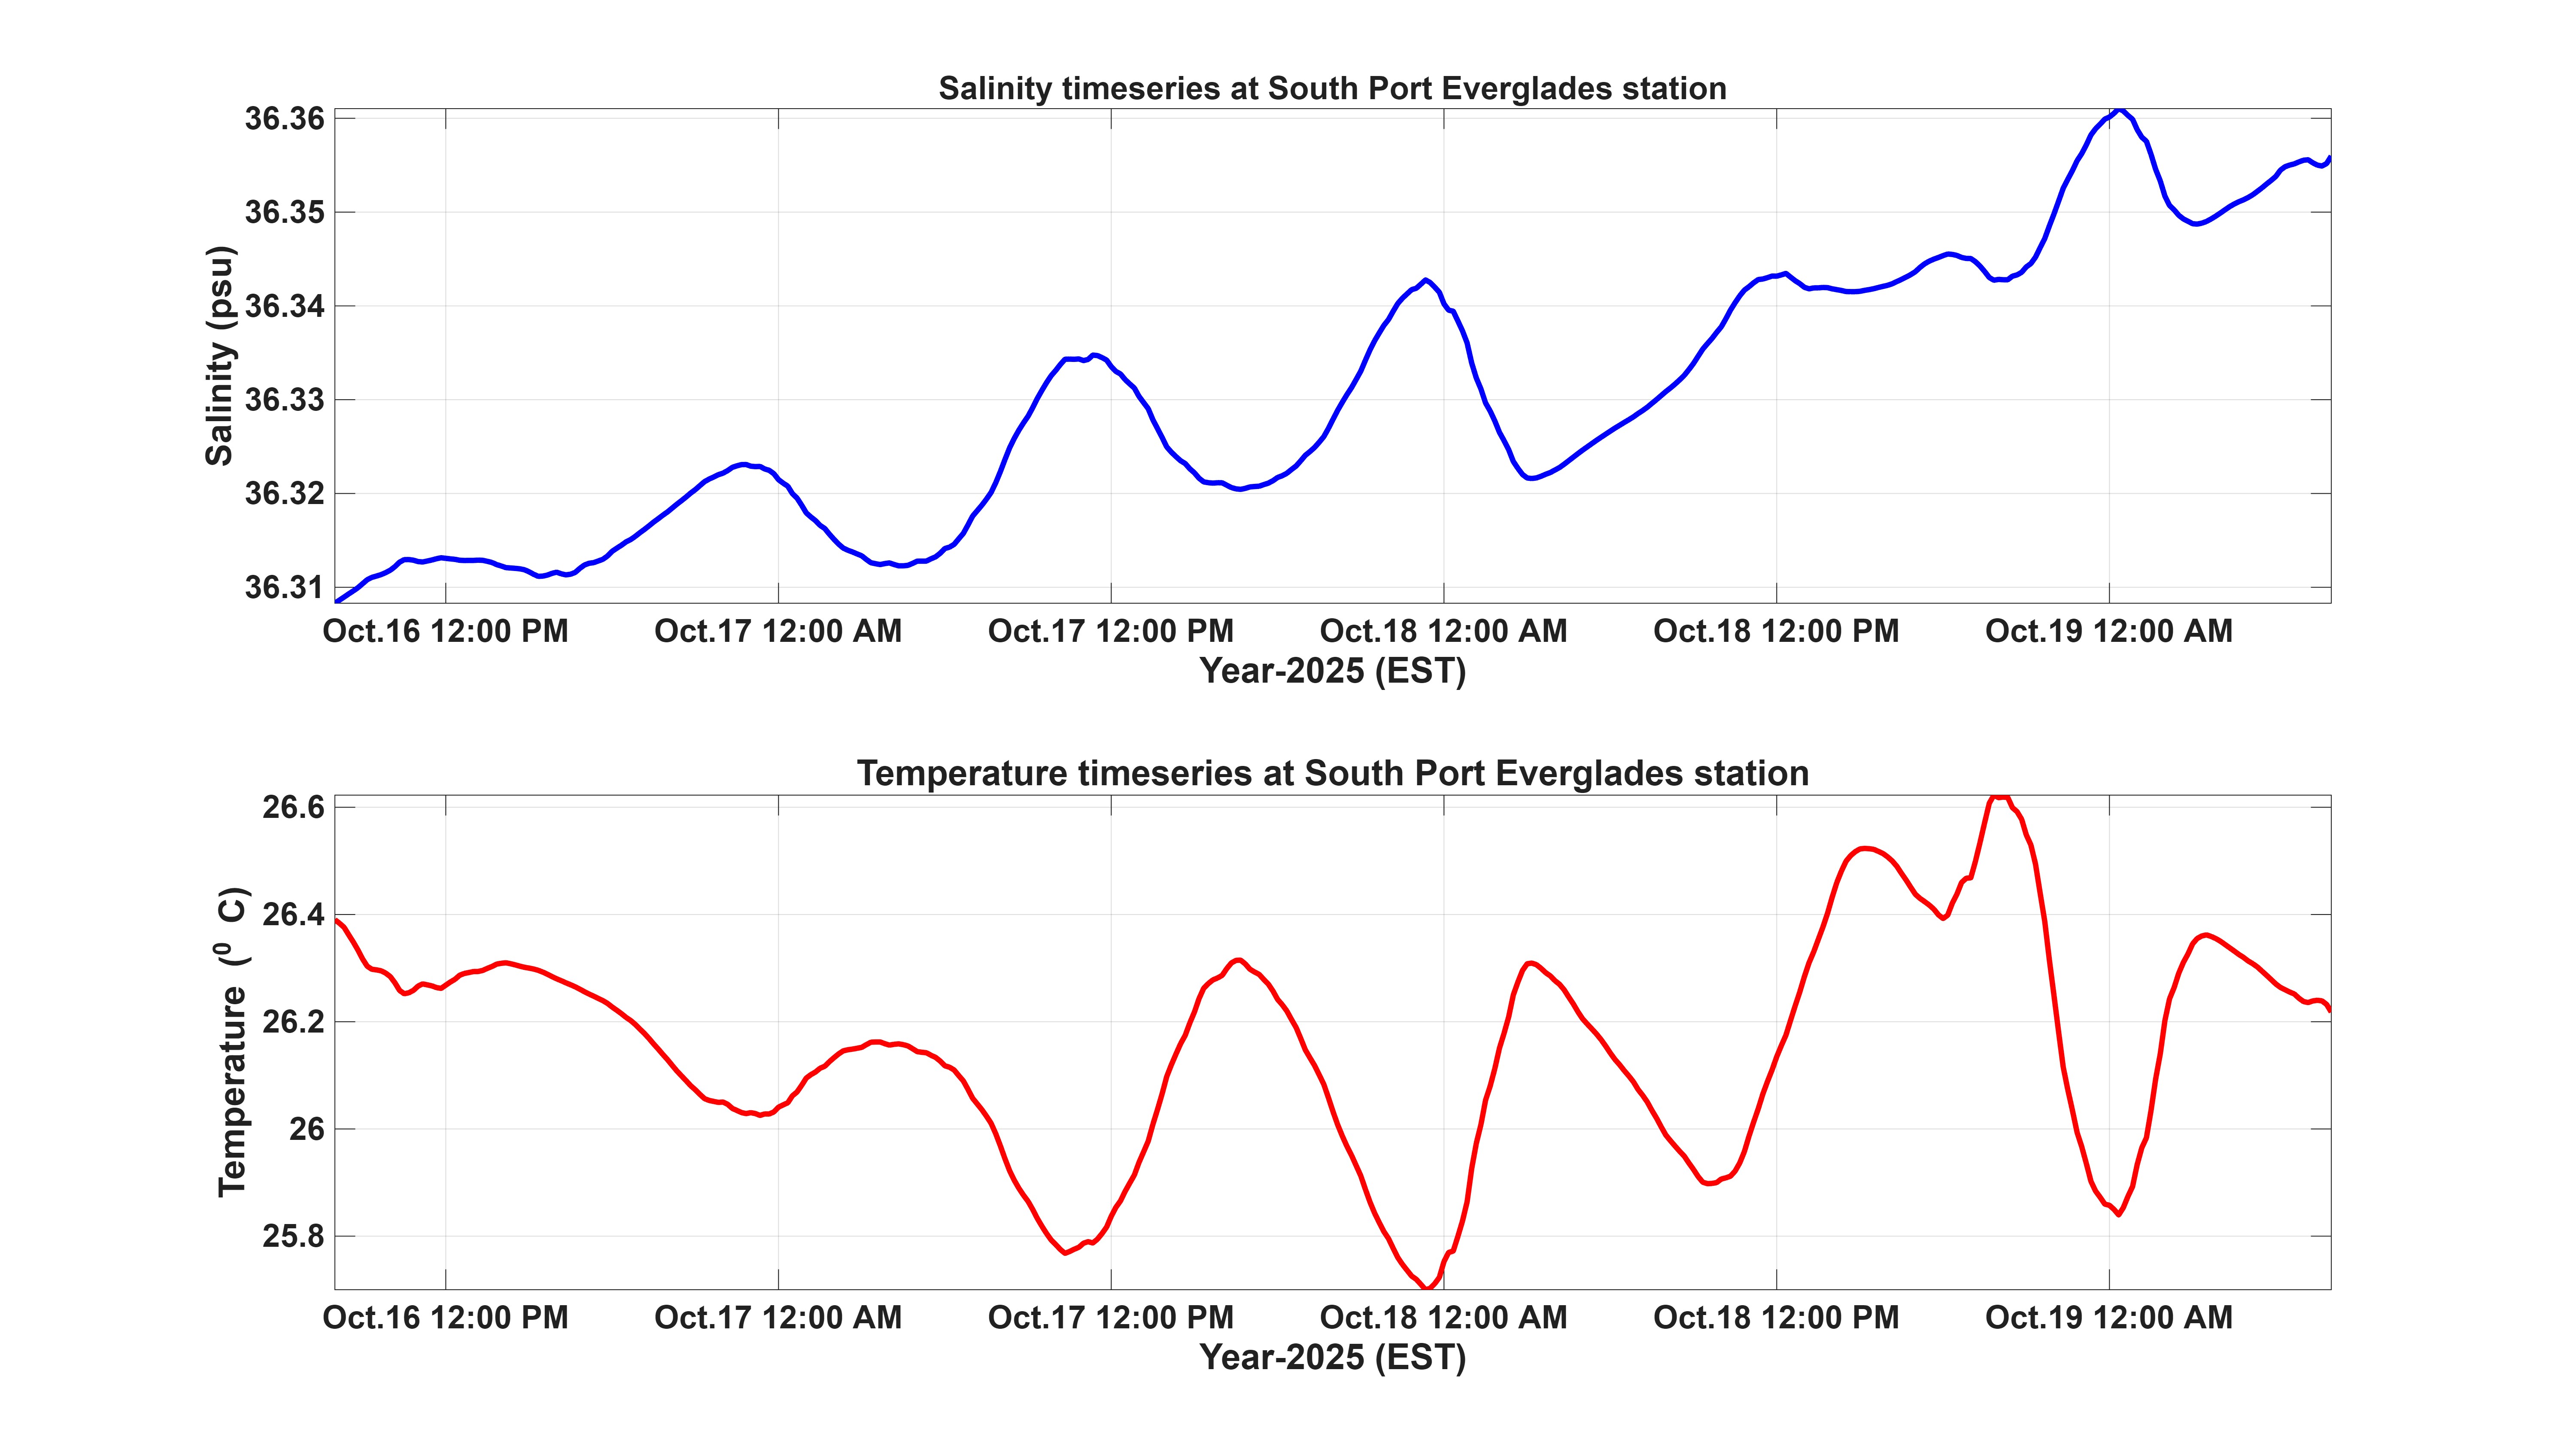 Salinity timeseries at South Port Everglades station
36.36
36.35
36.34
36.33
36.32
36.31
Salinity (psu)
Oct.16 12:00 PM Oct.17 12:00 AM Oct.17 12:00 PM Oct.18 12:00 AM Oct.18 12:00 PM Oct.19 12:00 AM
Year-2025 (EST)
Temperature timeseries at South Port Everglades station
26.6
26.4
26.2
26
25.8
Temperature (⁰ C)
Oct.16 12:00 PM Oct.17 12:00 AM Oct.17 12:00 PM Oct.18 12:00 AM Oct.18 12:00 PM Oct.19 12:00 AM
Year-2025 (EST)